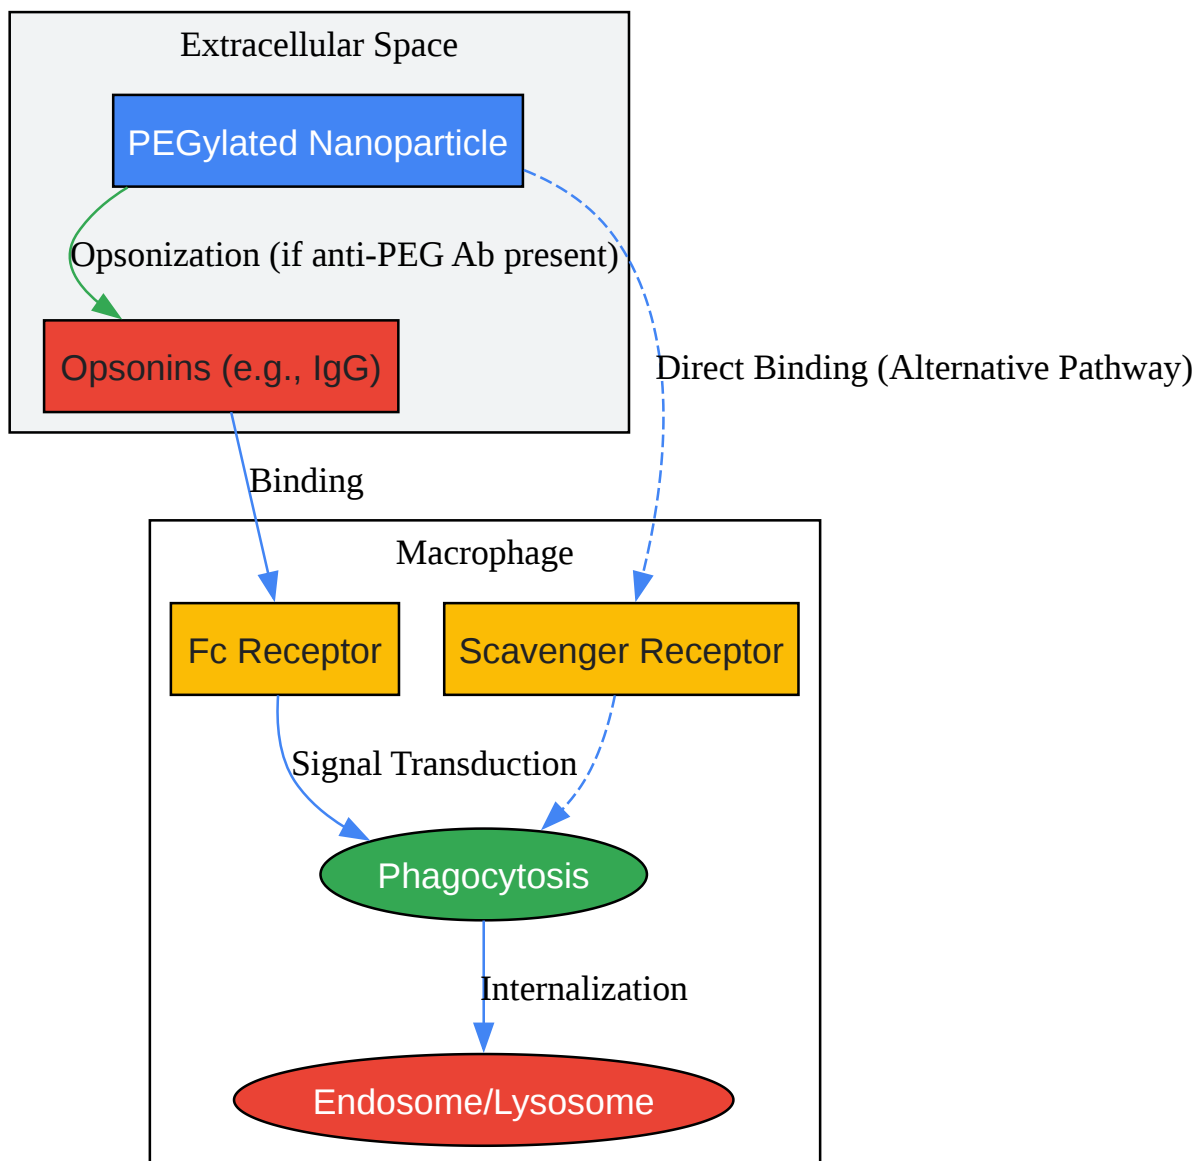 Extracellular Space
PEGylated Nanoparticle
Opsonization (if anti-PEG Ab present)
Opsonins (e.g., IgG)
Direct Binding (Alternative Pathway)
Binding
Macrophage
Fc Receptor
Scavenger Receptor
Signal Transduction
Phagocytosis
Internalization
Endosome/Lysosome